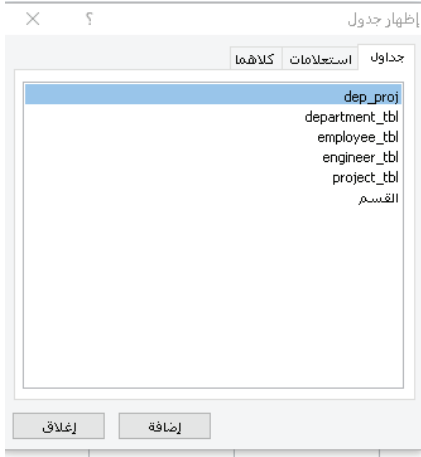 إظهار جدول ؟
جداول استعلامات كلاهما
dep_proj
department_tbl
employee_tbl
engineer_tbl
project_tbl
القسم
إضافة إغلاق